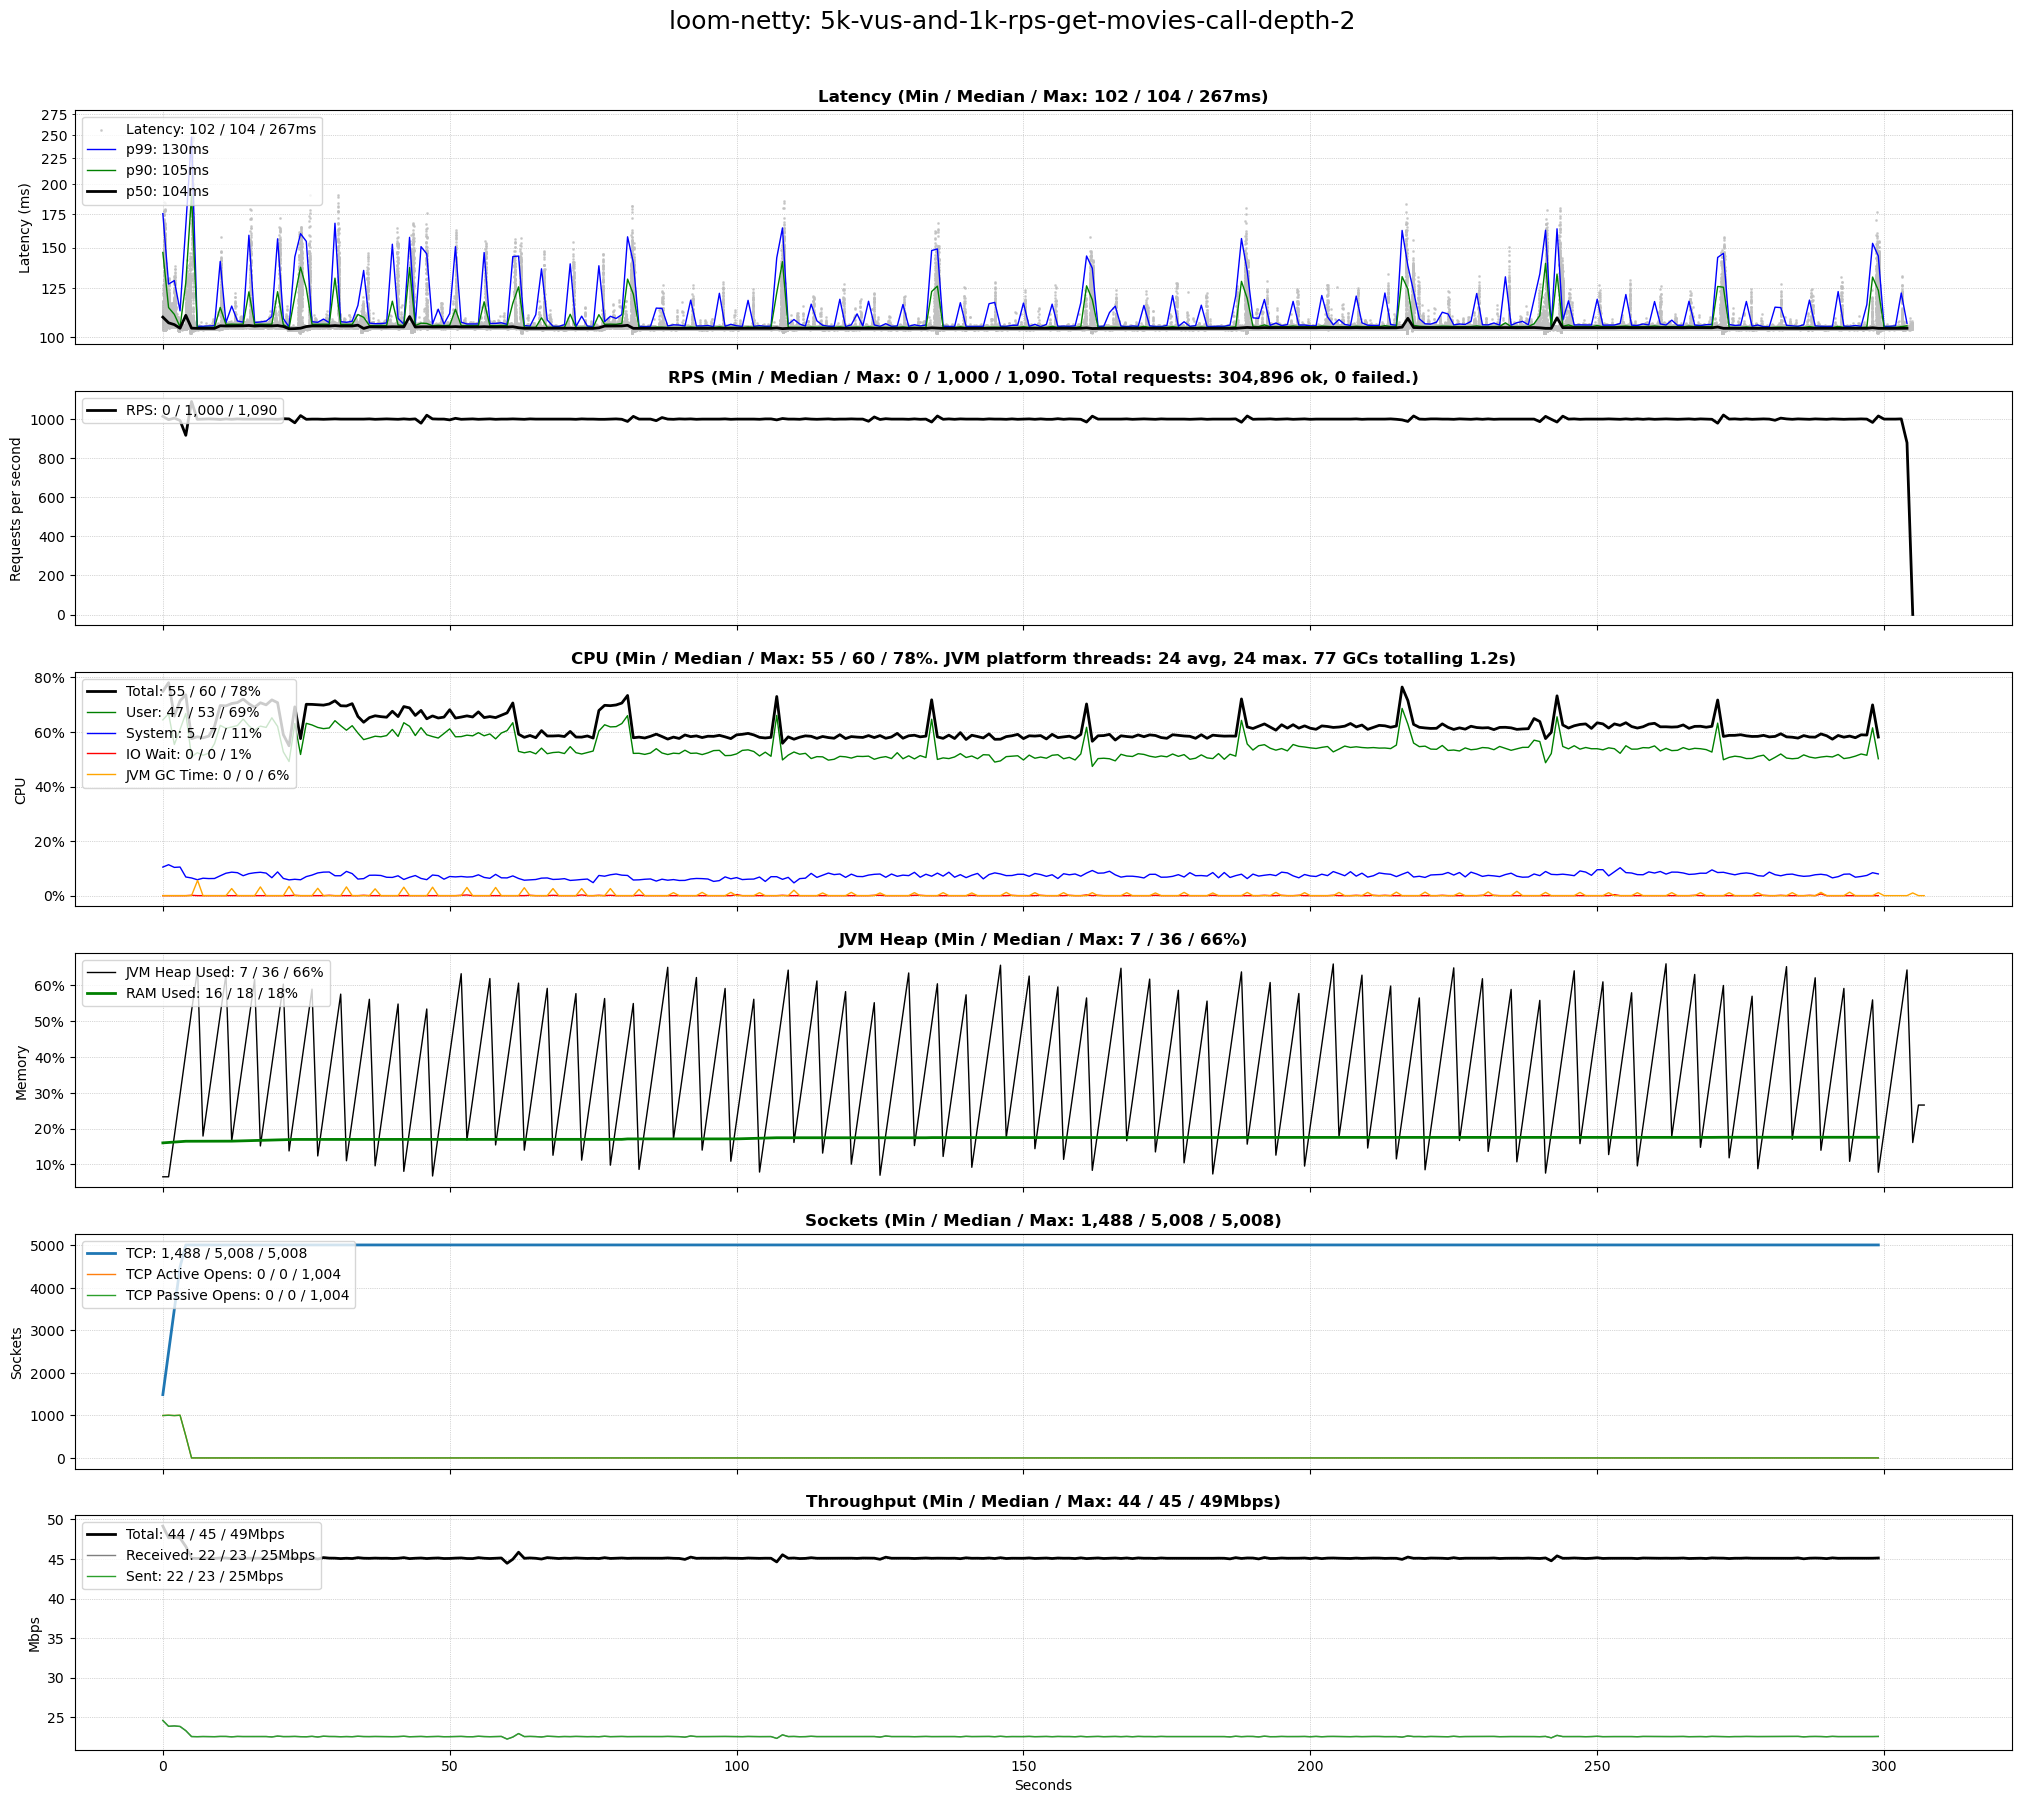 loom-netty: 5k-vus-and-1k-rps-get-movies-call-depth-2
Latency (Min / Median / Max: 102 / 104 / 267ms)
Latency: 102 / 104 / 267ms
p99: 130ms
p90: 105ms
p50: 104ms
275
250
225
200
175
150
125
100
Latency (ms)
RPS (Min / Median / Max: 0 / 1,000 / 1,090. Total requests: 304,896 ok, 0 failed.)
RPS: 0 / 1,000 / 1,090
1000
800
600
400
200
0
Requests per second
CPU (Min / Median / Max: 55 / 60 / 78%. JVM platform threads: 24 avg, 24 max. 77 GCs totalling 1.2s)
Total: 55 / 60 / 78%
User: 47 / 53 / 69%
System: 5 / 7 / 11%
IO Wait: 0 / 0 / 1%
JVM GC Time: 0 / 0 / 6%
80%
60%
40%
20%
0%
CPU
JVM Heap (Min / Median / Max: 7 / 36 / 66%)
JVM Heap Used: 7 / 36 / 66%
RAM Used: 16 / 18 / 18%
60%
50%
40%
30%
20%
10%
Memory
Sockets (Min / Median / Max: 1,488 / 5,008 / 5,008)
TCP: 1,488 / 5,008 / 5,008
TCP Active Opens: 0 / 0 / 1,004
TCP Passive Opens: 0 / 0 / 1,004
5000
4000
3000
2000
1000
0
Sockets
Throughput (Min / Median / Max: 44 / 45 / 49Mbps)
Total: 44 / 45 / 49Mbps
Received: 22 / 23 / 25Mbps
Sent: 22 / 23 / 25Mbps
50
45
40
35
30
25
Mbps
0 50 100 150 200 250 300
Seconds